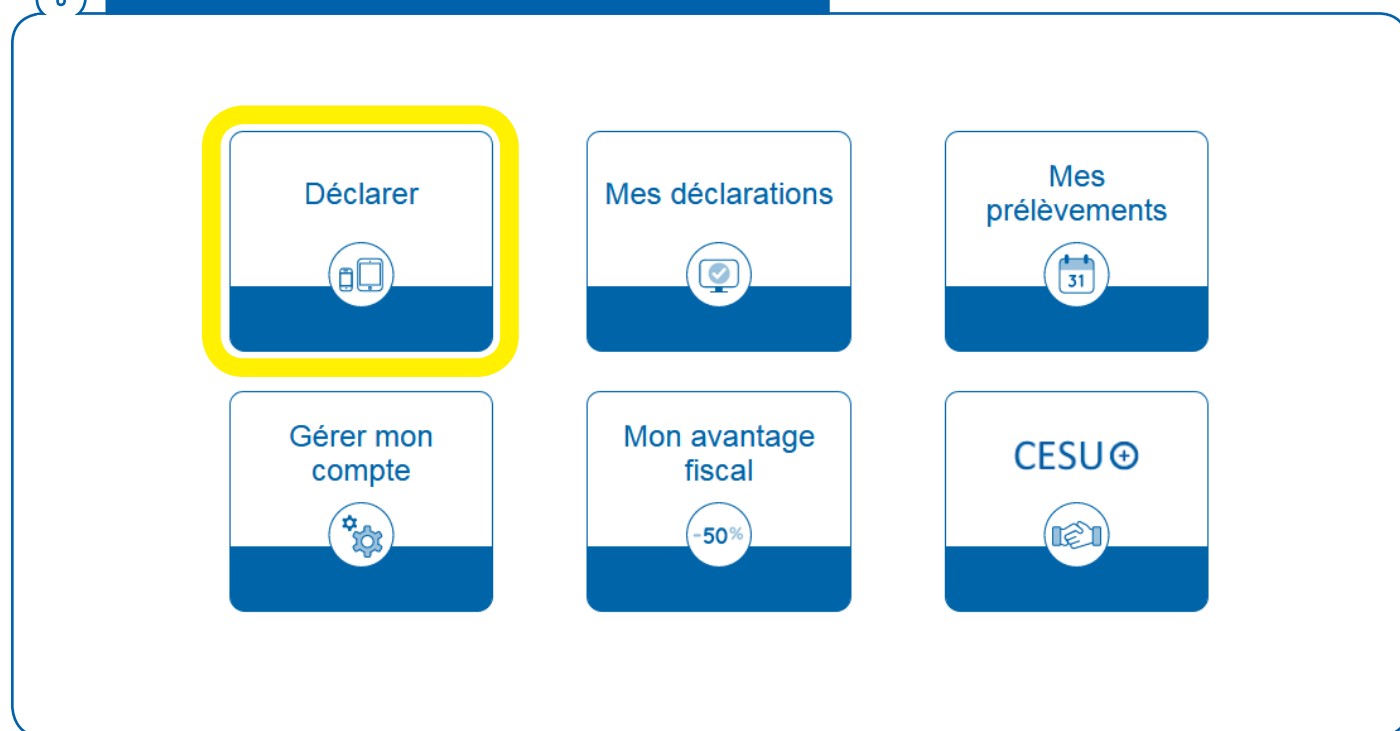 Déclarer
Mes déclarations
Mes
prélèvements
31
Gérer mon
compte
Mon avantage
fiscal
-50%
CESU+